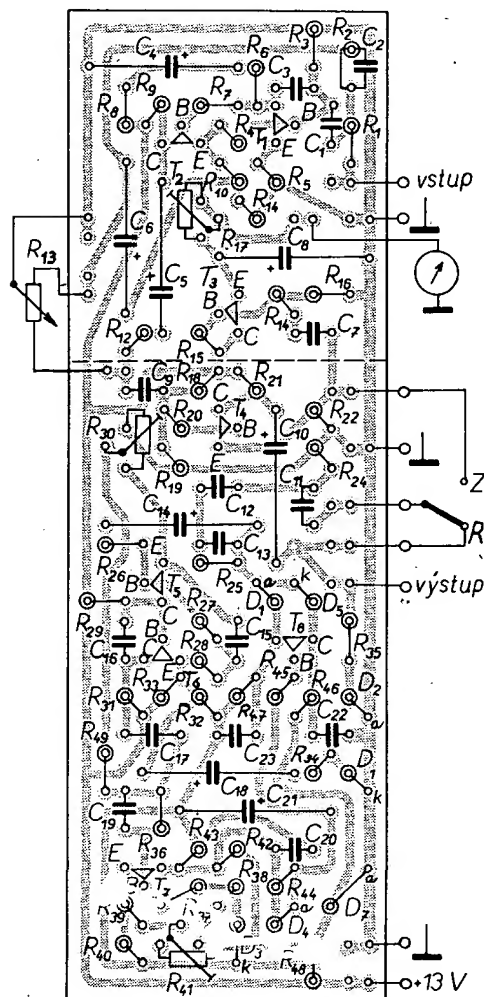 R3 R2
C4 + R6 C3 C2
R9 R7
R8 B R4 T1 B C1 R1
C E E
T2 R10 R14 R5 vstup
R17
R13 C6 C8
+ C5 T3 E R16
B R14
R12 C C7
R15
C9 R18 R21
R20 C T4 C10 R22
R30 B
R19 E R24 Z
C14 C12 C11
E C13 R
R26 B T5 R25 a k výstup
C R27 D1 D5
R29 C15 T8
C16 B R28 C R35
C E R45 B
R31 R33 T6 R46 D2
R32 R47 C22 a
R49
C17 C23 R34 D1
C18 + C21 k
C19
R43 R42 C20
R36
E R38 R44 a
B a
D4 D7
R40 k
R41 R48 +13 V